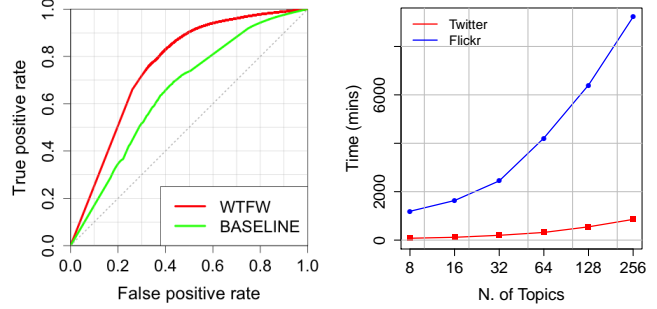 True positive rate
1.0
0.8
0.6
0.4
0.2
0.0
WTFW
BASELINE
0.0 0.2 0.4 0.6 0.8 1.0
False positive rate
Time (mins)
6000
2000
0
Twitter
Flickr
8 16 32 64 128 256
N. of Topics